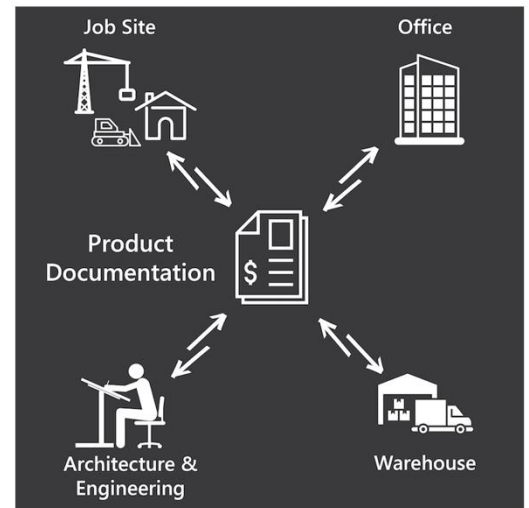 Job Site
Office
Product
Documentation
$
Architecture &
Engineering
Warehouse